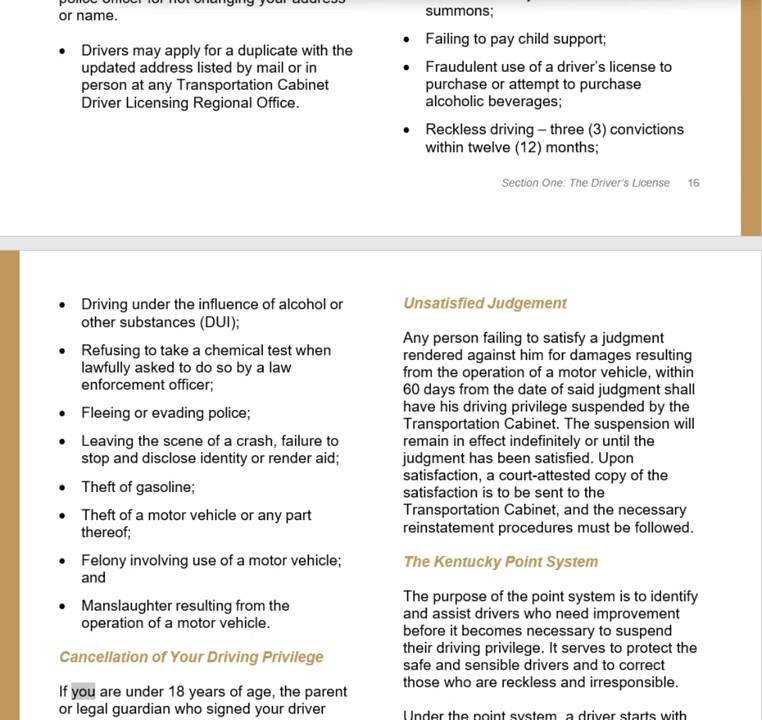 or name.
• Drivers may apply for a duplicate with the
updated address listed by mail or in
person at any Transportation Cabinet
Driver Licensing Regional Office.
summons;
• Failing to pay child support;
• Fraudulent use of a driver's license to
purchase or attempt to purchase
alcoholic beverages;
• Reckless driving – three (3) convictions
within twelve (12) months;
Section One: The Driver's License 16
• Driving under the influence of alcohol or
other substances (DUI);
• Refusing to take a chemical test when
lawfully asked to do so by a law
enforcement officer;
• Fleeing or evading police;
• Leaving the scene of a crash, failure to
stop and disclose identity or render aid;
• Theft of gasoline;
• Theft of a motor vehicle or any part
thereof;
• Felony involving use of a motor vehicle;
and
• Manslaughter resulting from the
operation of a motor vehicle.
Cancellation of Your Driving Privilege
If you are under 18 years of age, the parent
or legal guardian who signed your driver
Unsatisfied Judgement
Any person failing to satisfy a judgment
rendered against him for damages resulting
from the operation of a motor vehicle, within
60 days from the date of said judgment shall
have his driving privilege suspended by the
Transportation Cabinet. The suspension will
remain in effect indefinitely or until the
judgment has been satisfied. Upon
satisfaction, a court-attested copy of the
satisfaction is to be sent to the
Transportation Cabinet, and the necessary
reinstatement procedures must be followed.
The Kentucky Point System
The purpose of the point system is to identify
and assist drivers who need improvement
before it becomes necessary to suspend
their driving privilege. It serves to protect the
safe and sensible drivers and to correct
those who are reckless and irresponsible.
Under the point system, a driver starts with